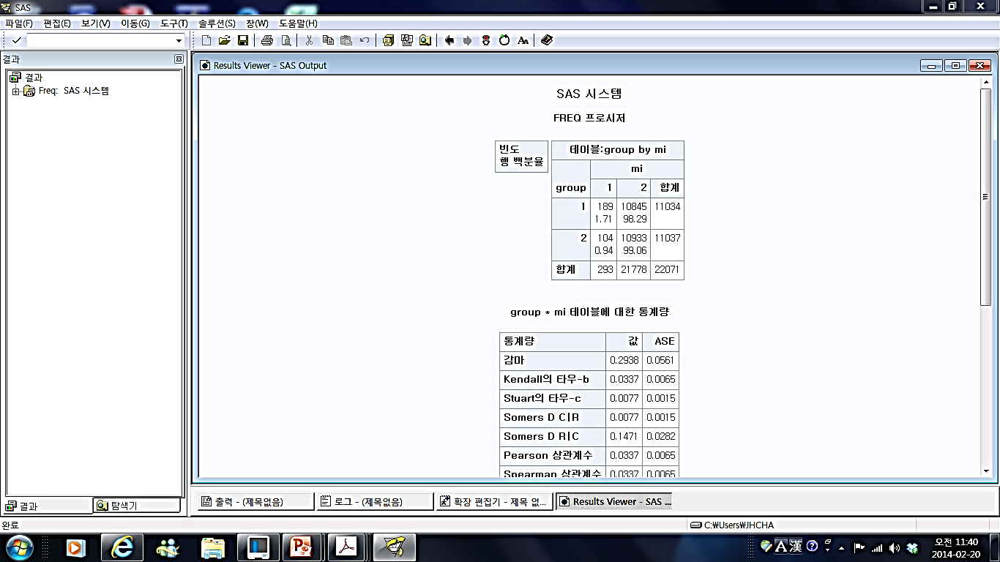 SAS
파일(F) 편집(E) 보기(V) 이동(G) 도구(T) 솔루션(S) 창(W) 도움말(H)
결과
결과
Freq: SAS 시스템
Results Viewer - SAS Output
SAS 시스템
FREQ 프로시저
빈도
행 백분율
테이블:group by mi
mi
group 1 2 합계
1 189 10845 11034
1.71 98.29
2 104 10933 11037
0.94 99.06
합계 293 21778 22071
group * mi 테이블에 대한 통계량
통계량 값 ASE
감마 0.2938 0.0561
Kendall의 타우-b 0.0337 0.0065
Stuart의 타우-c 0.0077 0.0015
Somers D C|R 0.0077 0.0015
Somers D R|C 0.1471 0.0282
Pearson 상관계수 0.0337 0.0065
Spearman 상관계수 0.0337 0.0065
결과 탐색기
출력 - (제목없음) 로그 - (제목없음) 확장 편집기 - 제목 없... Results Viewer - SAS ...
완료 C:\Users\JHCHA
A 漢
오전 11:40
2014-02-20